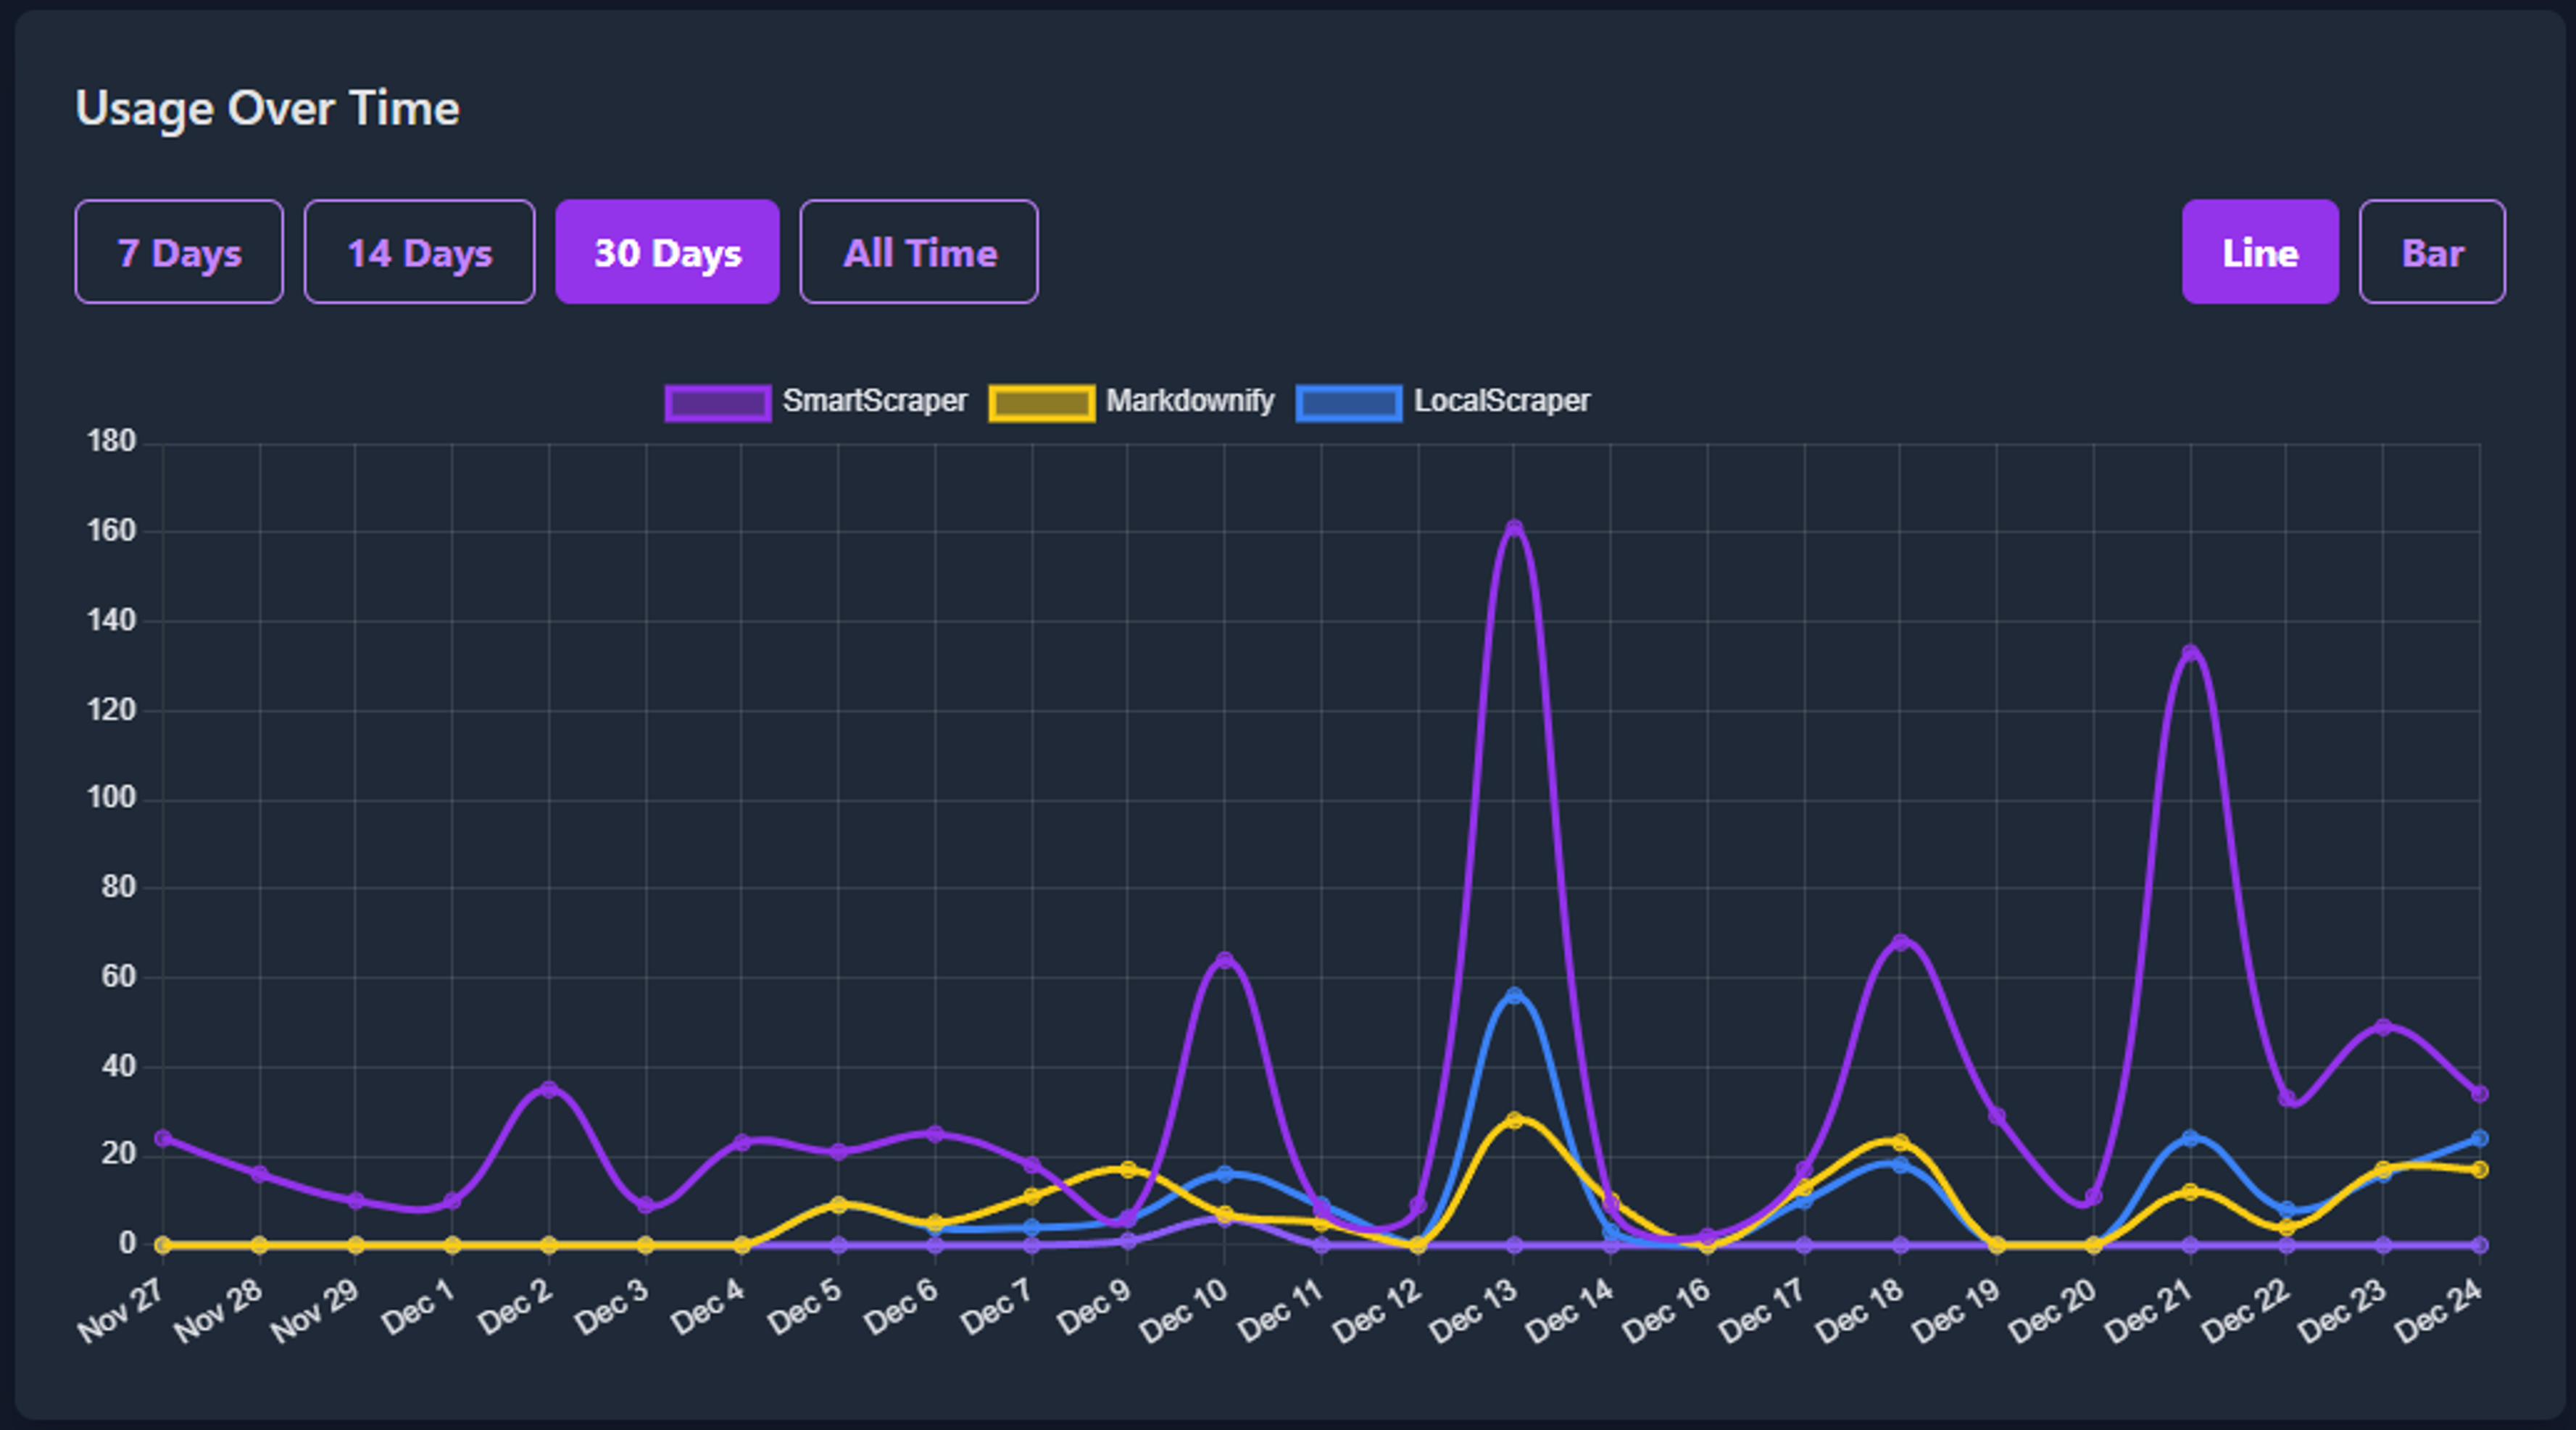 Usage Over Time
7 Days 14 Days 30 Days All Time Line Bar
SmartScraper Markdownify LocalScraper
180
160
140
120
100
80
60
40
20
0
Nov 27 Nov 28 Nov 29 Dec 1 Dec 2 Dec 3 Dec 4 Dec 5 Dec 6 Dec 7 Dec 9 Dec 10 Dec 11 Dec 12 Dec 13 Dec 14 Dec 16 Dec 17 Dec 18 Dec 19 Dec 20 Dec 21 Dec 22 Dec 23 Dec 24